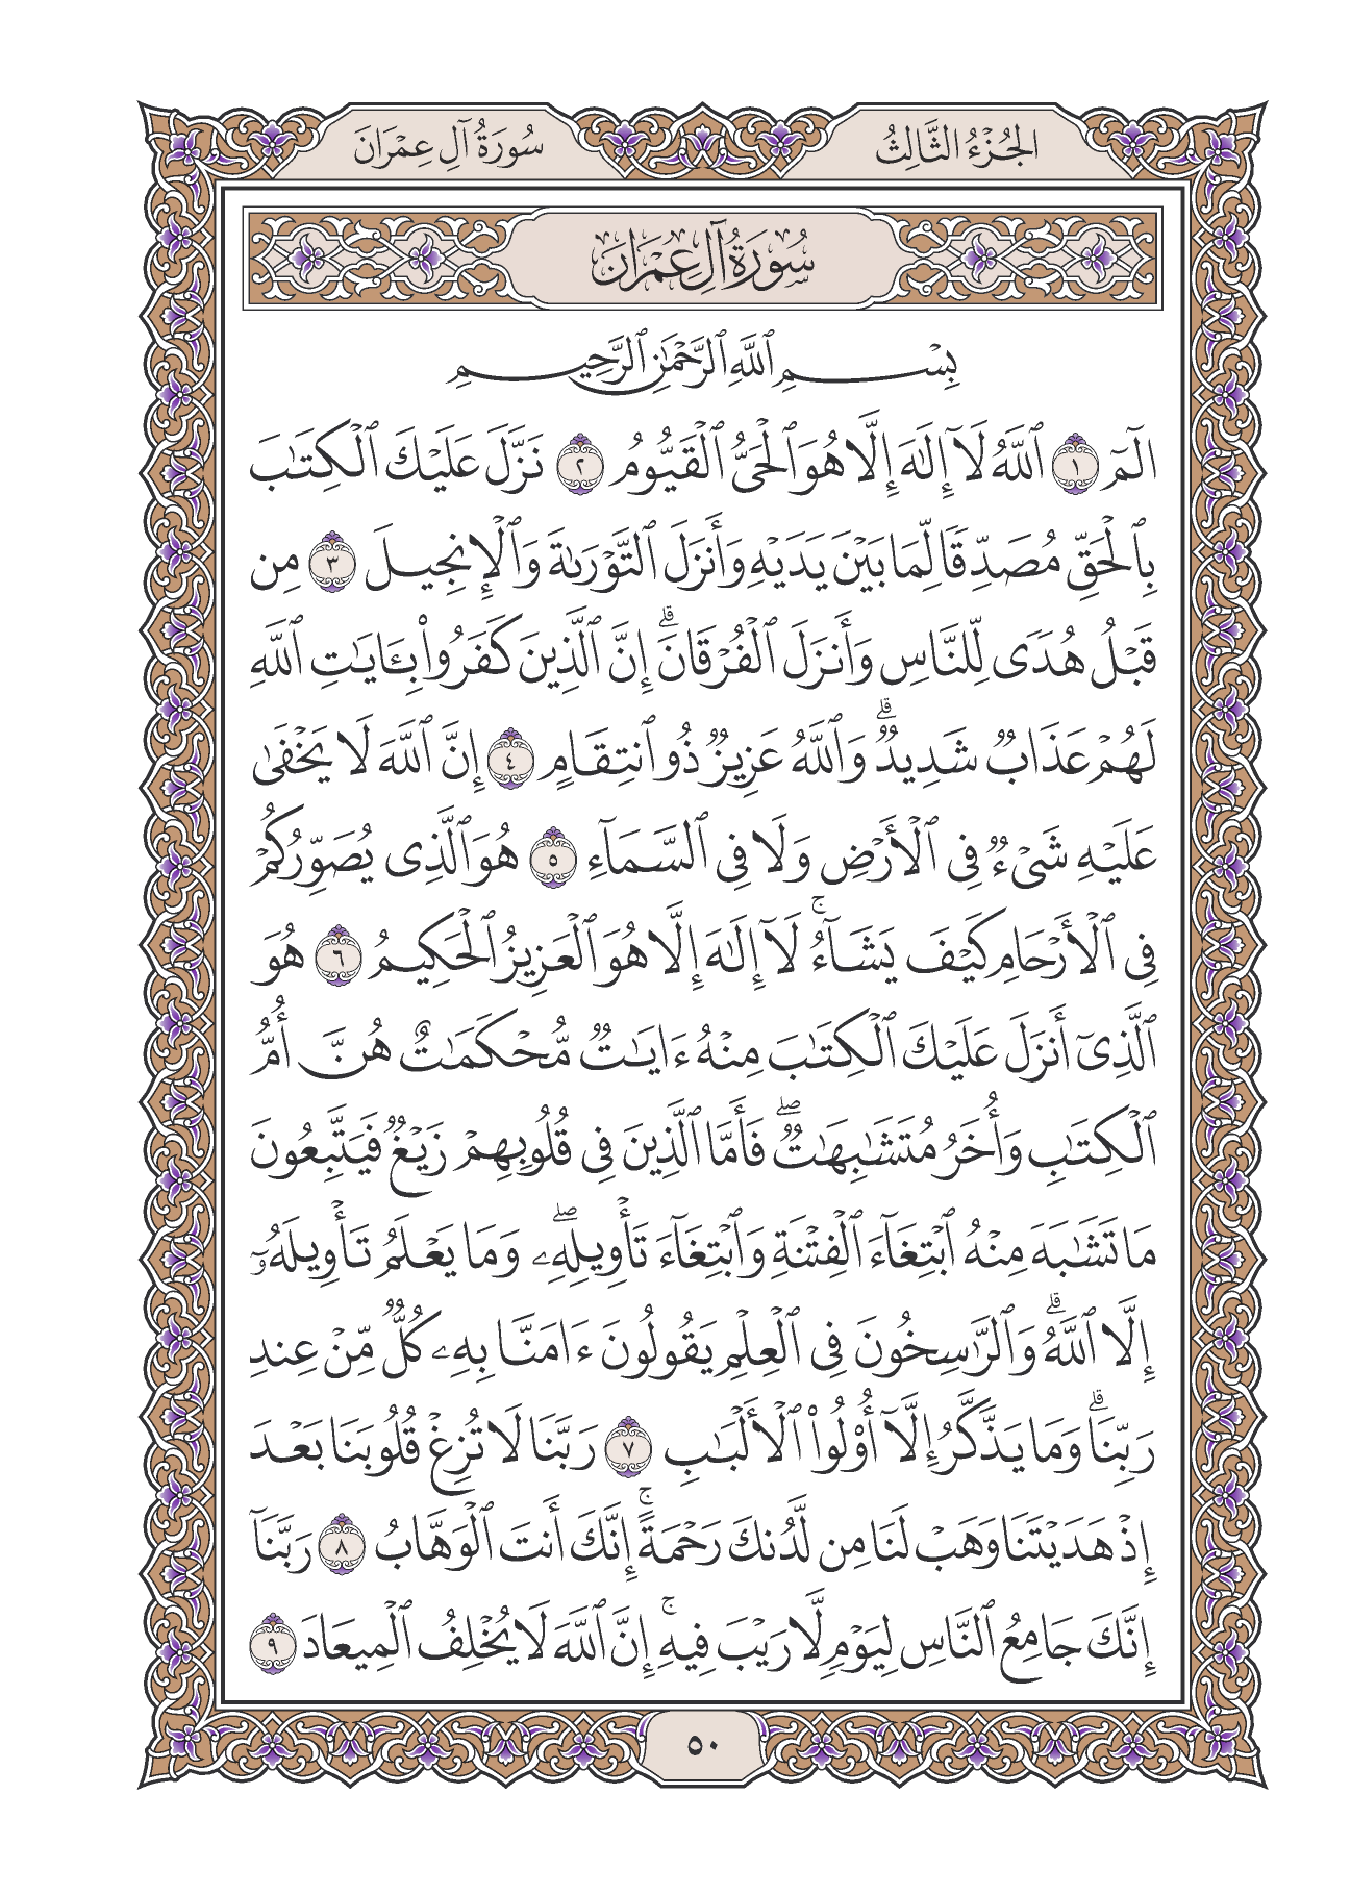 الجُزْءُ الثَّالِثُ
سُورَةُ آلِ عِمْرَانَ
سُورَةُ آلِ عِمْرَانَ
بِسْمِ ٱللَّهِ ٱلرَّحْمَٰنِ ٱلرَّحِيمِ
الٓمٓ ١ ٱللَّهُ لَآ إِلَٰهَ إِلَّا هُوَ ٱلْحَىُّ ٱلْقَيُّومُ ٢ نَزَّلَ عَلَيْكَ ٱلْكِتَٰبَ
بِٱلْحَقِّ مُصَدِّقًا لِّمَا بَيْنَ يَدَيْهِ وَأَنزَلَ ٱلتَّوْرَىٰةَ وَٱلْإِنجِيلَ ٣ مِن
قَبْلُ هُدًى لِّلنَّاسِ وَأَنزَلَ ٱلْفُرْقَانَ ۗ إِنَّ ٱلَّذِينَ كَفَرُوا۟ بِـَٔايَٰتِ ٱللَّهِ
لَهُمْ عَذَابٌ شَدِيدٌ ۗ وَٱللَّهُ عَزِيزٌ ذُو ٱنتِقَامٍ ٤ إِنَّ ٱللَّهَ لَا يَخْفَىٰ
عَلَيْهِ شَىْءٌ فِى ٱلْأَرْضِ وَلَا فِى ٱلسَّمَآءِ ٥ هُوَ ٱلَّذِى يُصَوِّرُكُمْ
فِى ٱلْأَرْحَامِ كَيْفَ يَشَآءُ ۚ لَآ إِلَٰهَ إِلَّا هُوَ ٱلْعَزِيزُ ٱلْحَكِيمُ ٦ هُوَ
ٱلَّذِىٓ أَنزَلَ عَلَيْكَ ٱلْكِتَٰبَ مِنْهُ ءَايَٰتٌ مُّحْكَمَٰتٌ هُنَّ أُمُّ
ٱلْكِتَٰبِ وَأُخَرُ مُتَشَٰبِهَٰتٌ ۖ فَأَمَّا ٱلَّذِينَ فِى قُلُوبِهِمْ زَيْغٌ فَيَتَّبِعُونَ
مَا تَشَٰبَهَ مِنْهُ ٱبْتِغَآءَ ٱلْفِتْنَةِ وَٱبْتِغَآءَ تَأْوِيلِهِۦ ۖ وَمَا يَعْلَمُ تَأْوِيلَهُۥٓ
إِلَّا ٱللَّهُ ۗ وَٱلرَّٰسِخُونَ فِى ٱلْعِلْمِ يَقُولُونَ ءَامَنَّا بِهِۦ كُلٌّ مِّنْ عِندِ
رَبِّنَا ۗ وَمَا يَذَّكَّرُ إِلَّآ أُو۟لُوا۟ ٱلْأَلْبَٰبِ ٧ رَبَّنَا لَا تُزِغْ قُلُوبَنَا بَعْدَ
إِذْ هَدَيْتَنَا وَهَبْ لَنَا مِن لَّدُنكَ رَحْمَةً ۚ إِنَّكَ أَنتَ ٱلْوَهَّابُ ٨ رَبَّنَآ
إِنَّكَ جَامِعُ ٱلنَّاسِ لِيَوْمٍ لَّا رَيْبَ فِيهِ ۚ إِنَّ ٱللَّهَ لَا يُخْلِفُ ٱلْمِيعَادَ ٩
٥٠